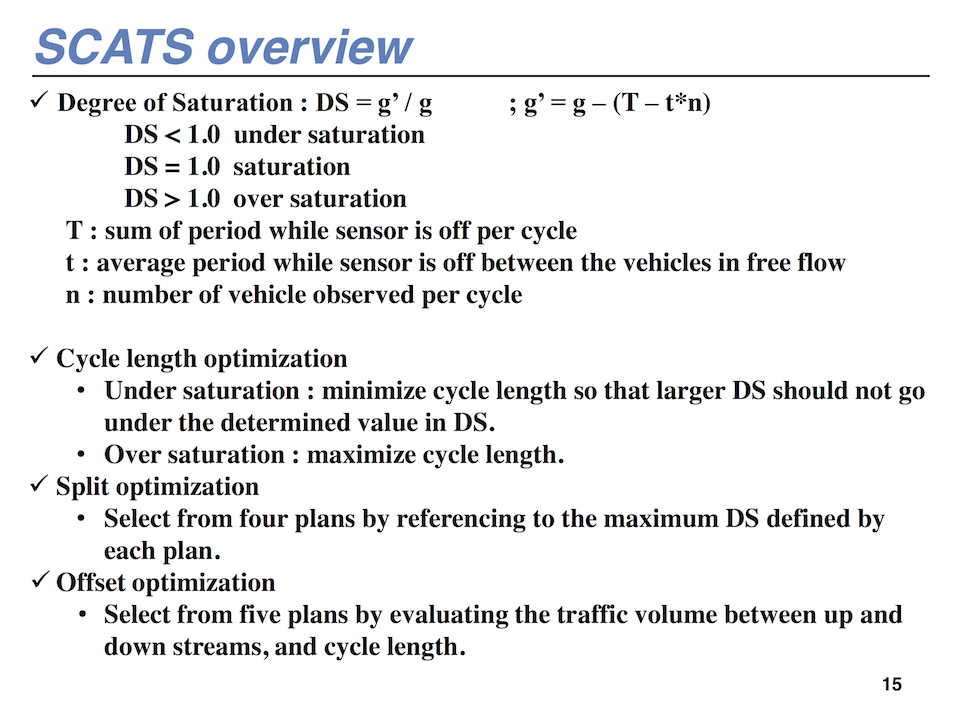 SCATS overview
✓ Degree of Saturation : DS = g’ / g ; g’ = g – (T – t*n)
DS < 1.0 under saturation
DS = 1.0 saturation
DS > 1.0 over saturation
T : sum of period while sensor is off per cycle
t : average period while sensor is off between the vehicles in free flow
n : number of vehicle observed per cycle
✓ Cycle length optimization
• Under saturation : minimize cycle length so that larger DS should not go
under the determined value in DS.
• Over saturation : maximize cycle length.
✓ Split optimization
• Select from four plans by referencing to the maximum DS defined by
each plan.
✓ Offset optimization
• Select from five plans by evaluating the traffic volume between up and
down streams, and cycle length.
15